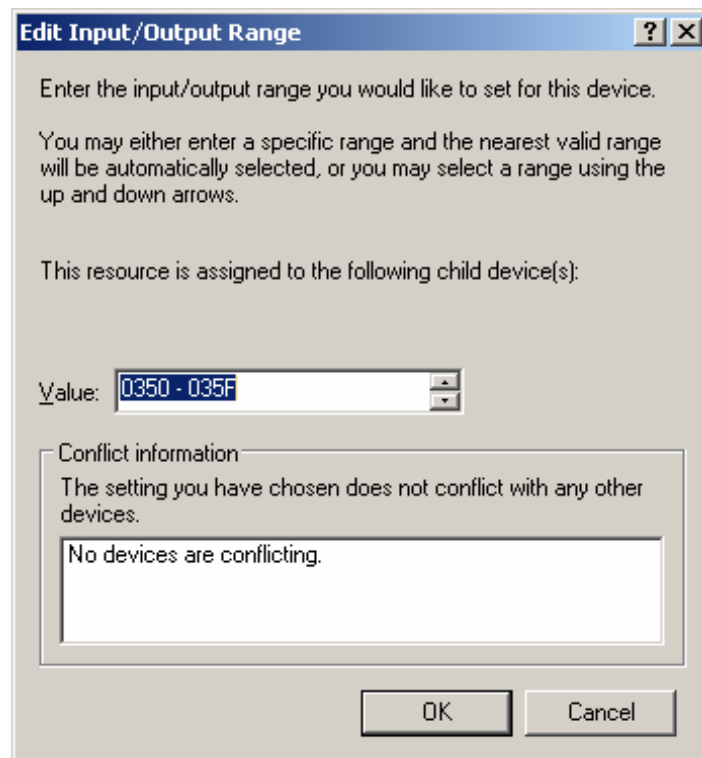 Edit Input/Output Range
Enter the input/output range you would like to set for this device.
You may either enter a specific range and the nearest valid range
will be automatically selected, or you may select a range using the
up and down arrows.
This resource is assigned to the following child device(s):
Value: 0350 - 035F
Conflict information
The setting you have chosen does not conflict with any other
devices.
No devices are conflicting.
OK Cancel